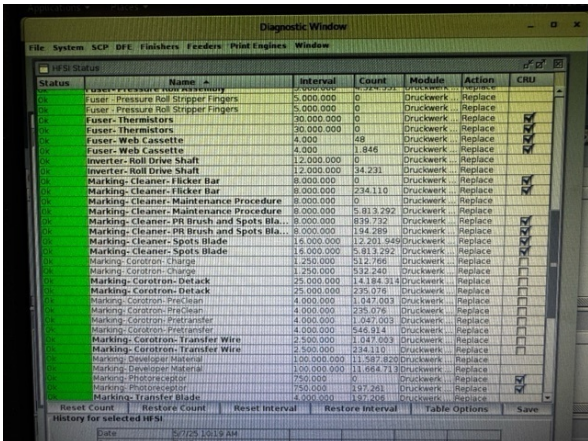 Diagnostic Window
File System SCP DFE Finishers Feeders Print Engines Window
HFSI Status
Status Name Interval Count Module Action CRU
Ok Fuser- Pressure Roll Assembly 5.000.000 4.524.551 Druckwerk ... Replace
Ok Fuser - Pressure Roll Stripper Fingers 5.000.000 0 Druckwerk ... Replace
Ok Fuser - Pressure Roll Stripper Fingers 5.000.000 0 Druckwerk ... Replace
Ok Fuser- Thermistors 30.000.000 0 Druckwerk ... Replace
Ok Fuser- Thermistors 30.000.000 0 Druckwerk ... Replace
Ok Fuser- Web Cassette 4.000 48 Druckwerk ... Replace
Ok Fuser- Web Cassette 4.000 1.846 Druckwerk ... Replace
Ok Inverter- Roll Drive Shaft 12.000.000 0 Druckwerk ... Replace
Ok Inverter- Roll Drive Shaft 12.000.000 34.231 Druckwerk ... Replace
Ok Marking- Cleaner- Flicker Bar 8.000.000 0 Druckwerk ... Replace
Ok Marking- Cleaner- Flicker Bar 8.000.000 234.110 Druckwerk ... Replace
Ok Marking- Cleaner- Maintenance Procedure 8.000.000 0 Druckwerk ... Replace
Ok Marking- Cleaner- Maintenance Procedure 8.000.000 5.813.292 Druckwerk ... Replace
Ok Marking- Cleaner- PR Brush and Spots Bla... 8.000.000 839.732 Druckwerk ... Replace
Ok Marking- Cleaner- PR Brush and Spots Bla... 8.000.000 194.289 Druckwerk ... Replace
Ok Marking- Cleaner- Spots Blade 16.000.000 12.201.949 Druckwerk ... Replace
Ok Marking- Cleaner- Spots Blade 16.000.000 5.813.292 Druckwerk ... Replace
Ok Marking- Corotron- Charge 1.250.000 512.766 Druckwerk ... Replace
Ok Marking- Corotron- Charge 1.250.000 532.240 Druckwerk ... Replace
Ok Marking- Corotron- Detack 25.000.000 14.184.314 Druckwerk ... Replace
Ok Marking- Corotron- Detack 25.000.000 235.076 Druckwerk ... Replace
Ok Marking- Corotron- PreClean 4.000.000 1.047.003 Druckwerk ... Replace
Ok Marking- Corotron- PreClean 4.000.000 235.076 Druckwerk ... Replace
Ok Marking- Corotron- Pretransfer 4.000.000 1.047.003 Druckwerk ... Replace
Ok Marking- Corotron- Pretransfer 4.000.000 546.914 Druckwerk ... Replace
Ok Marking- Corotron- Transfer Wire 2.500.000 1.047.003 Druckwerk ... Replace
Ok Marking- Corotron- Transfer Wire 2.500.000 234.110 Druckwerk ... Replace
Ok Marking- Developer Material 100.000.000 11.587.820 Druckwerk ... Replace
Ok Marking- Developer Material 100.000.000 11.664.713 Druckwerk ... Replace
Ok Marking- Photoreceptor 750.000 0 Druckwerk ... Replace
Ok Marking- Photoreceptor 750.000 197.261 Druckwerk ... Replace
Ok Marking- Transfer Blade 4.000.000 197.206 Druckwerk ... Replace
Reset Count Restore Count Reset Interval Restore Interval Table Options Save
History for selected HFSI
Date 5/7/25 10:19 AM